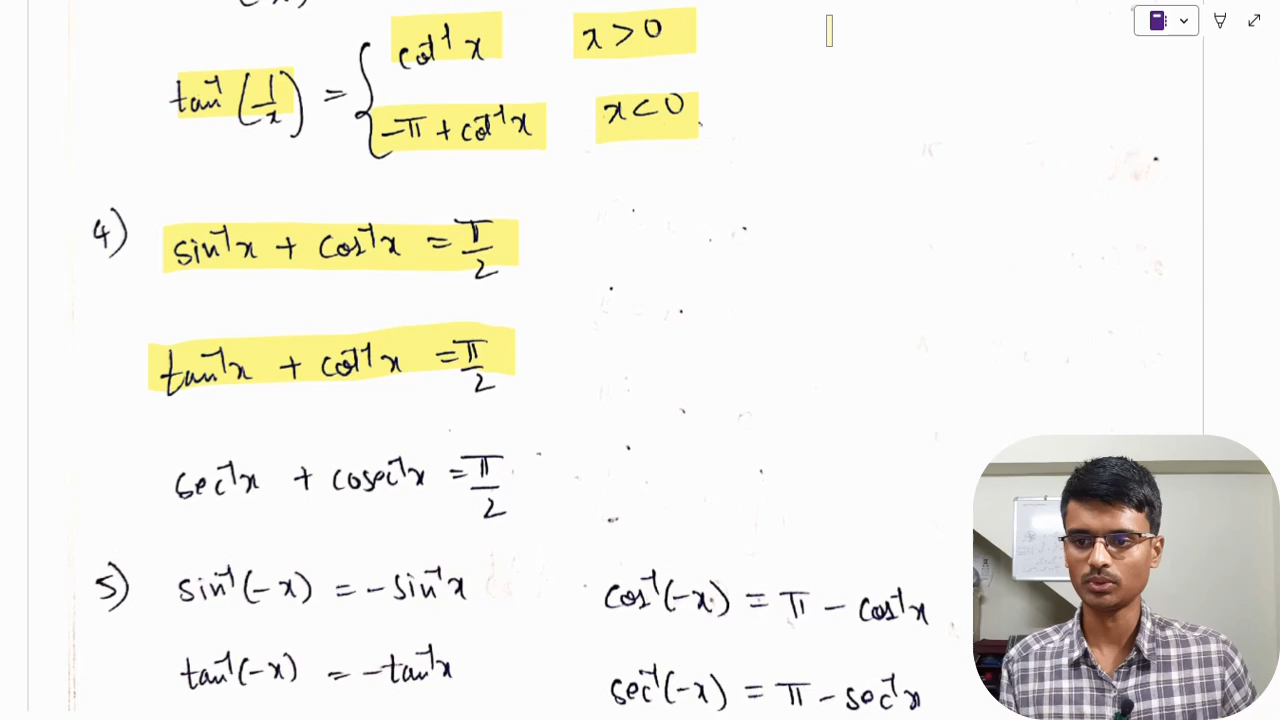 tan⁻¹(1/x) = { cot⁻¹x x > 0
-π + cot⁻¹x x < 0
4) sin⁻¹x + cos⁻¹x = π/2
tan⁻¹x + cot⁻¹x = π/2
sec⁻¹x + cosec⁻¹x = π/2
5) sin⁻¹(-x) = -sin⁻¹x cos⁻¹(-x) = π - cos⁻¹x
tan⁻¹(-x) = -tan⁻¹x sec⁻¹(-x) = π - sec⁻¹x